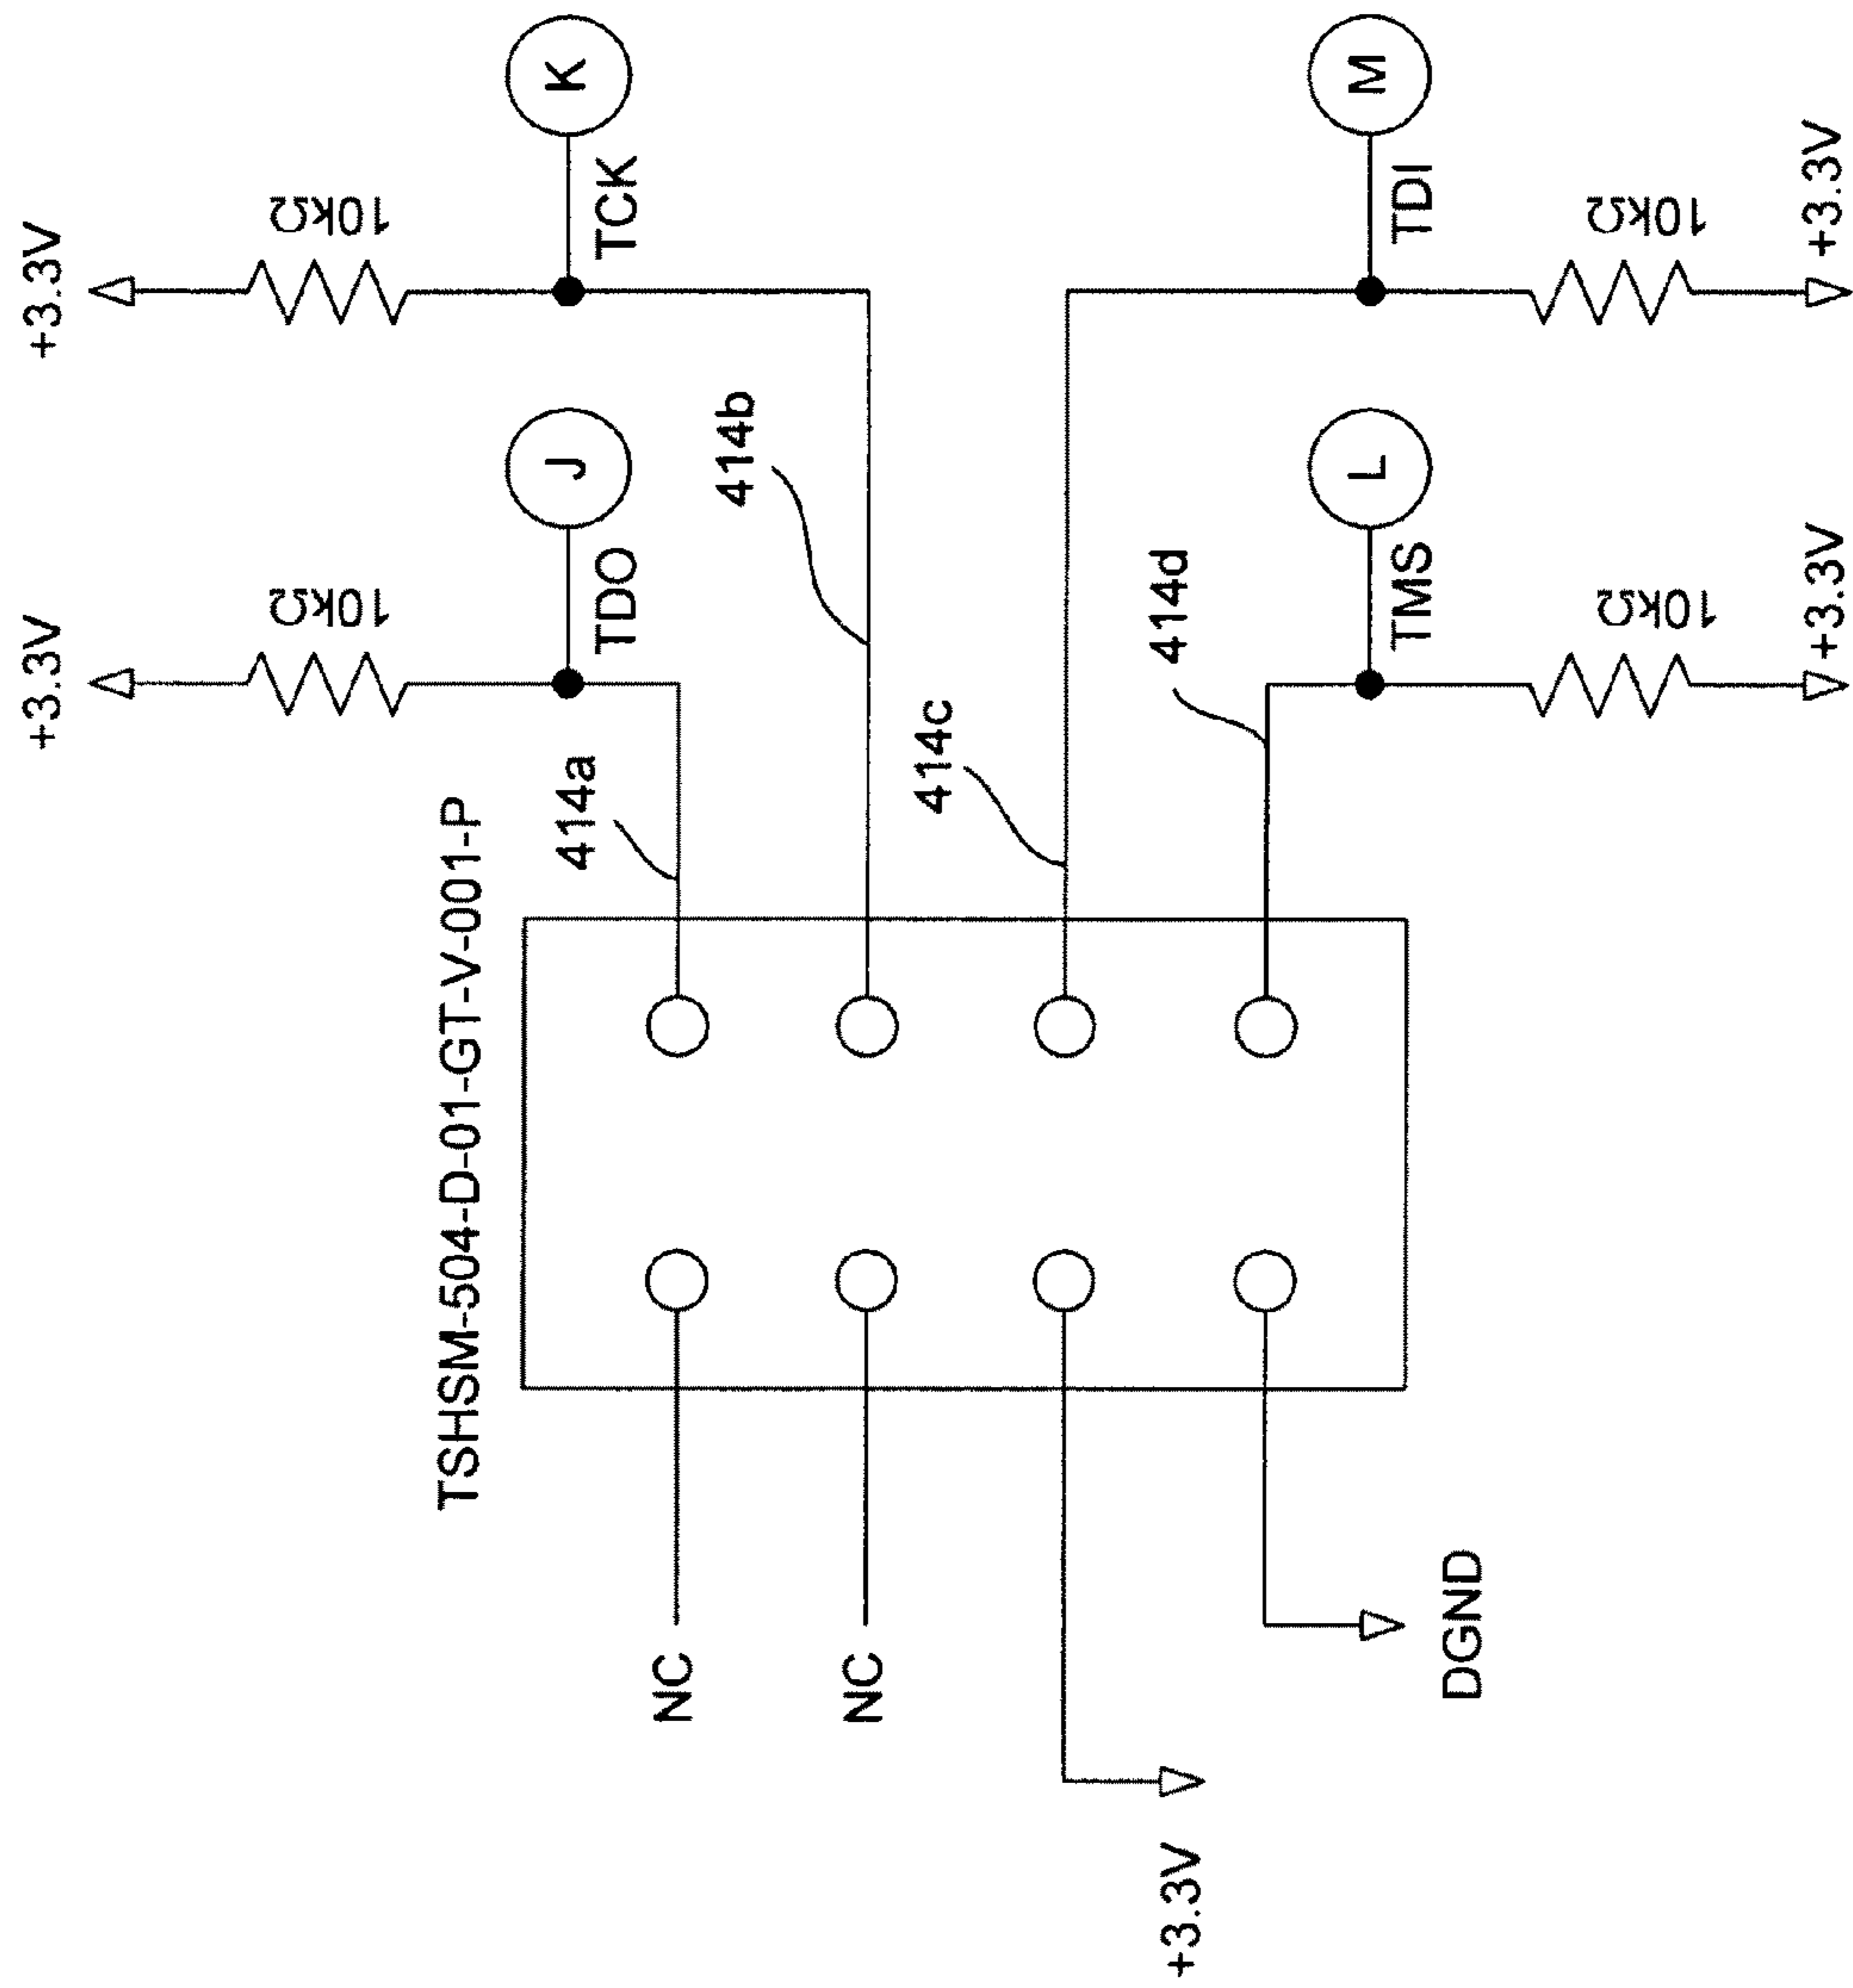 +3.3V
+3.3V
10kΩ
10kΩ
J
K
TDO
TCK
TSHSM-504-D-01-GT-V-001-P
414a
414b
414c
414d
NC
NC
+3.3V
DGND
L
M
TMS
TDI
10kΩ
10kΩ
+3.3V
+3.3V